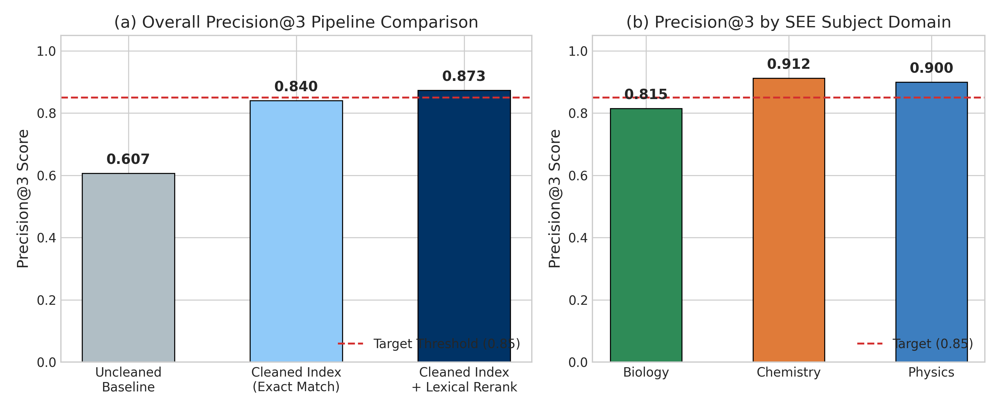 (a) Overall Precision@3 Pipeline Comparison
Precision@3 Score
1.0
0.8
0.6
0.4
0.2
0.0
0.607
0.840
0.873
Target Threshold (0.85)
Uncleaned
Baseline
Cleaned Index
(Exact Match)
Cleaned Index
+ Lexical Rerank
(b) Precision@3 by SEE Subject Domain
Precision@3 Score
1.0
0.8
0.6
0.4
0.2
0.0
0.815
0.912
0.900
Target (0.85)
Biology
Chemistry
Physics